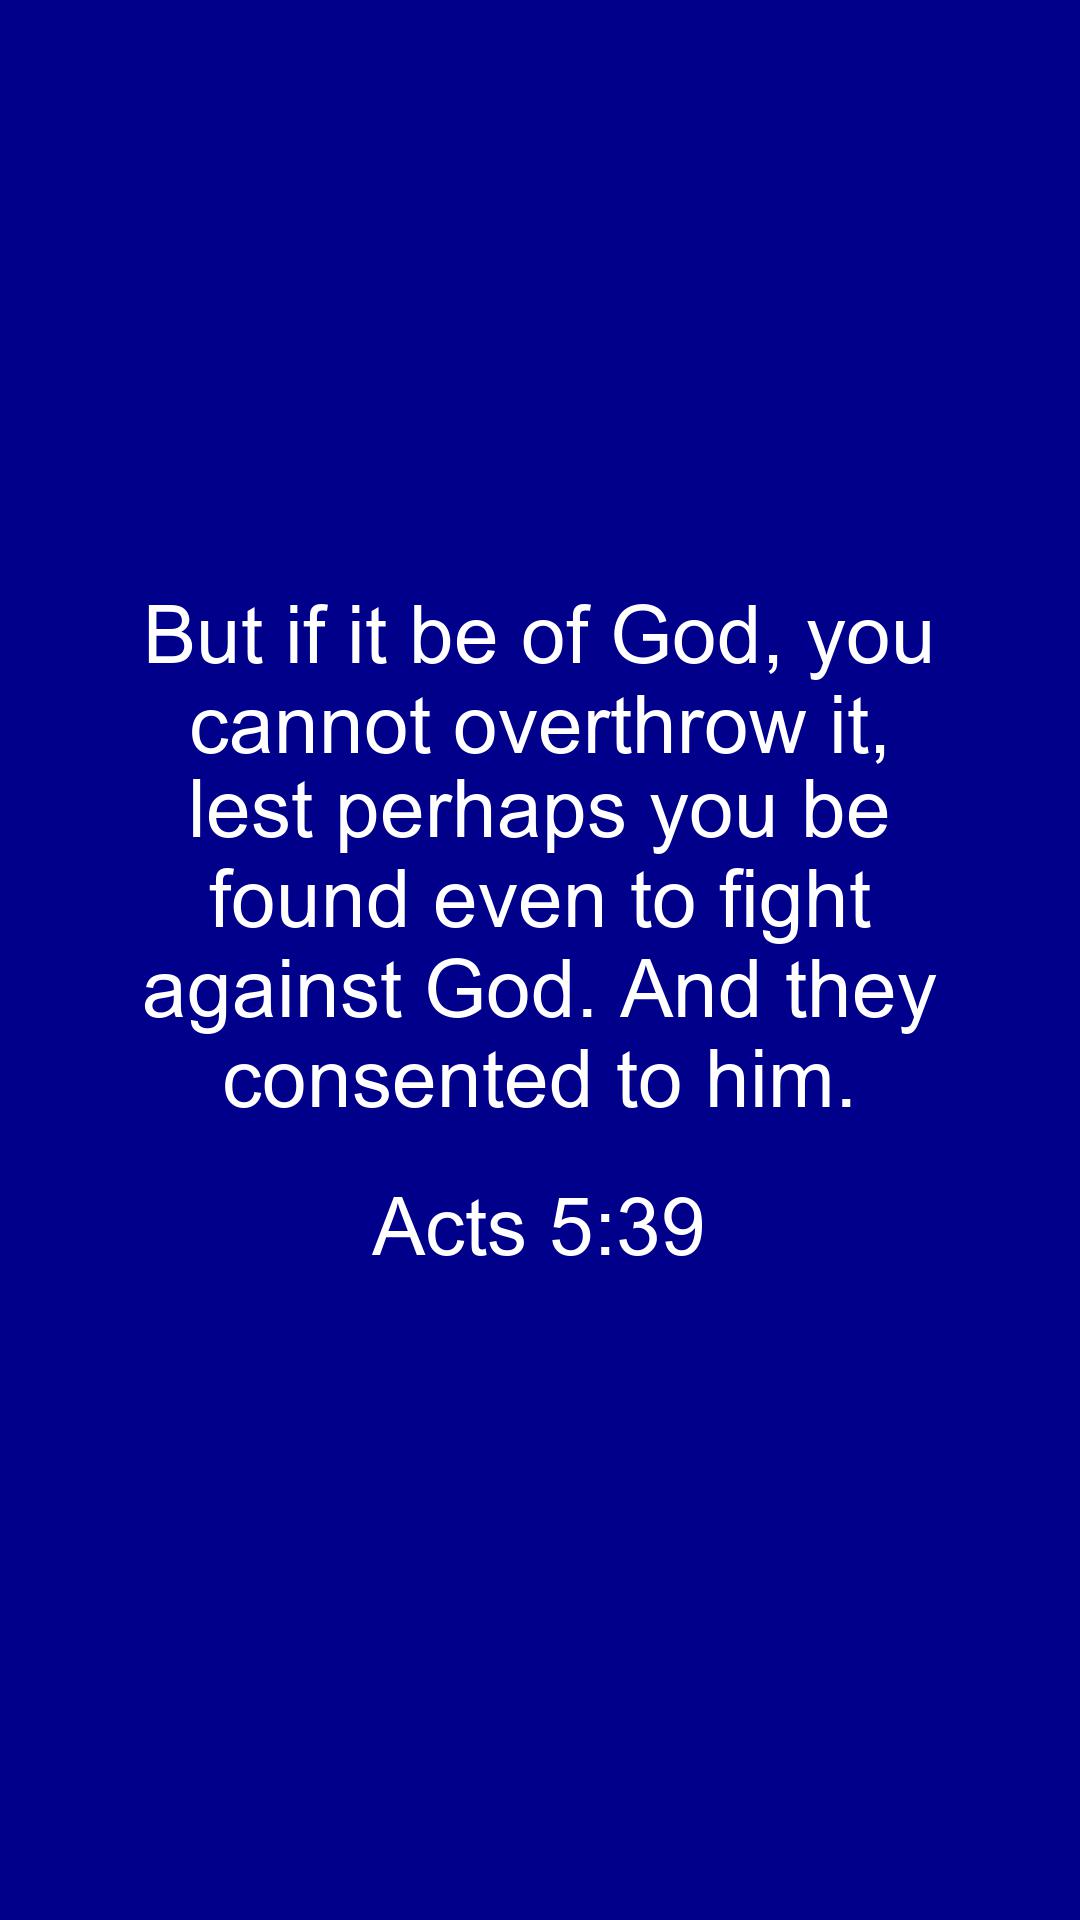 But if it be of God, you
cannot overthrow it,
lest perhaps you be
found even to fight
against God. And they
consented to him.
Acts 5:39